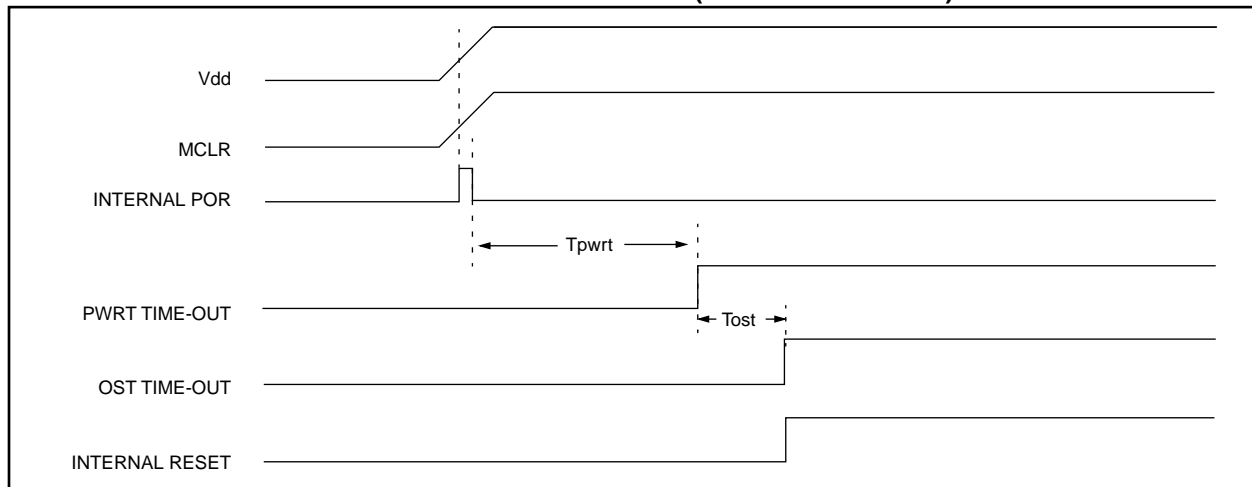 Vdd
MCLR
INTERNAL POR
Tpwrt
PWRT TIME-OUT
Tost
OST TIME-OUT
INTERNAL RESET